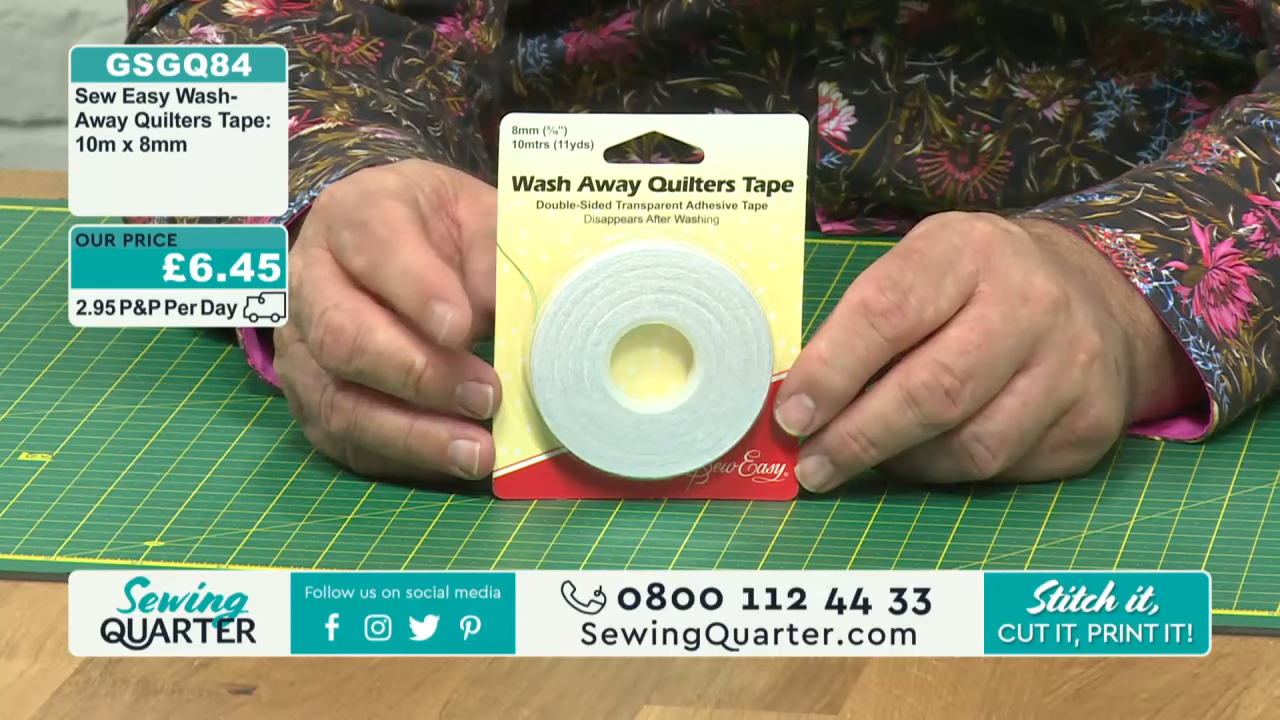 GSGQ84
Sew Easy Wash-
Away Quilters Tape:
10m x 8mm
OUR PRICE
£6.45
2.95 P&P Per Day
8mm (⁵⁄₁₆")
10mtrs (11yds)
Wash Away Quilters Tape
Double-Sided Transparent Adhesive Tape
Disappears After Washing
Sew Easy
Sewing
QUARTER
Follow us on social media
0800 112 44 33
SewingQuarter.com
Stitch it,
CUT IT, PRINT IT!